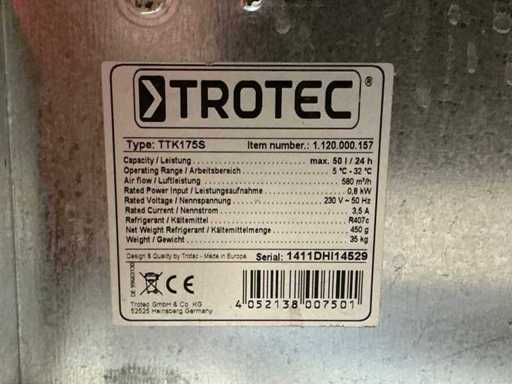 TROTEC®
Type: TTK175S Item number.: 1.120.000.157
Capacity / Leistung max. 50 l / 24 h
Operating Range / Arbeitsbereich 5 °C - 32 °C
Air flow / Luftleistung 580 m³/h
Rated Power Input / Leistungsaufnahme 0,8 kW
Rated Voltage / Nennspannung 230 V ~ 50 Hz
Rated Current / Nennstrom 3,5 A
Refrigerant / Kältemittel R407c
Net Weight Refrigerant / Kältemittelmenge 450 g
Weight / Gewicht 35 kg
Design & Quality by Trotec - Made in Europe Serial: 1411DHI14529
CE
Trotec GmbH & Co. KG
52525 Heinsberg Germany
4 052138 007501